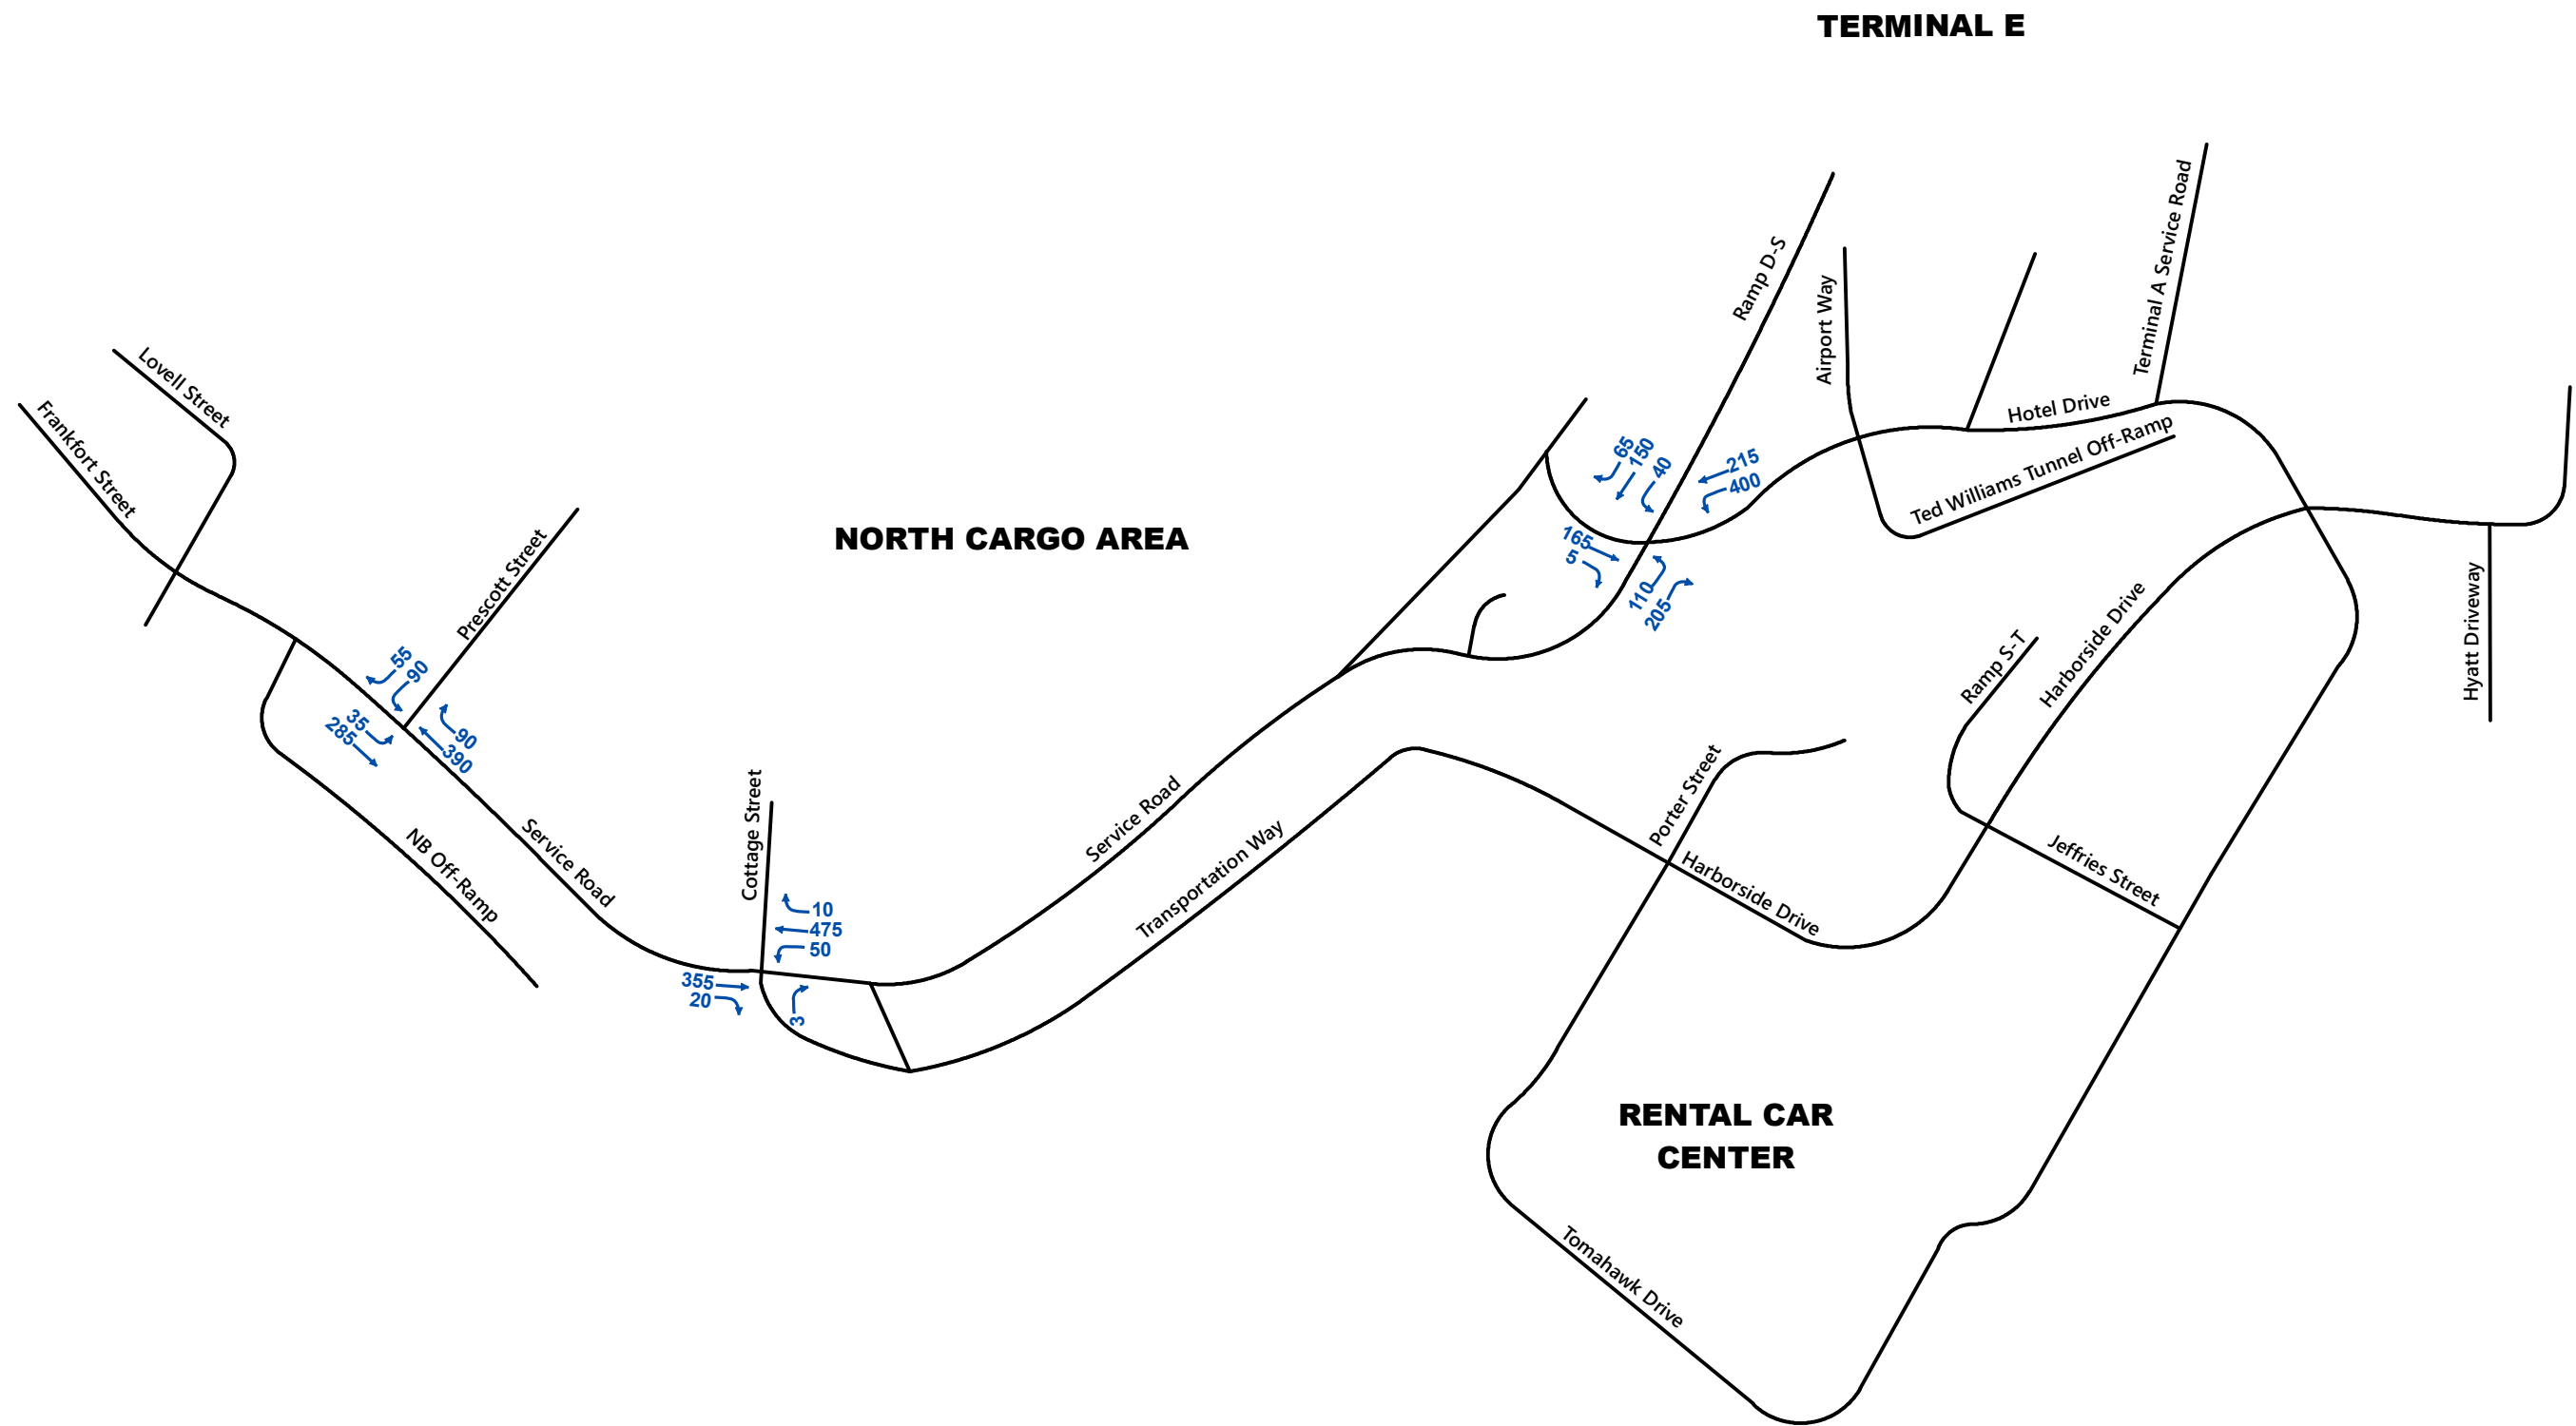 TERMINAL E
Ramp D-S
Airport Way
Terminal A Service Road
Hotel Drive
Ted Williams Tunnel Off-Ramp
Lovell Street
Frankfort Street
Prescott Street
NORTH CARGO AREA
65
150
40
215
400
165
5
110
205
Hyatt Driveway
Harborside Drive
Ramp S-T
55
90
35
285
90
390
NB Off-Ramp
Service Road
Cottage Street
10
475
50
355
20
3
Service Road
Transportation Way
Porter Street
Harborside Drive
Jeffries Street
RENTAL CAR
CENTER
Tomahawk Drive